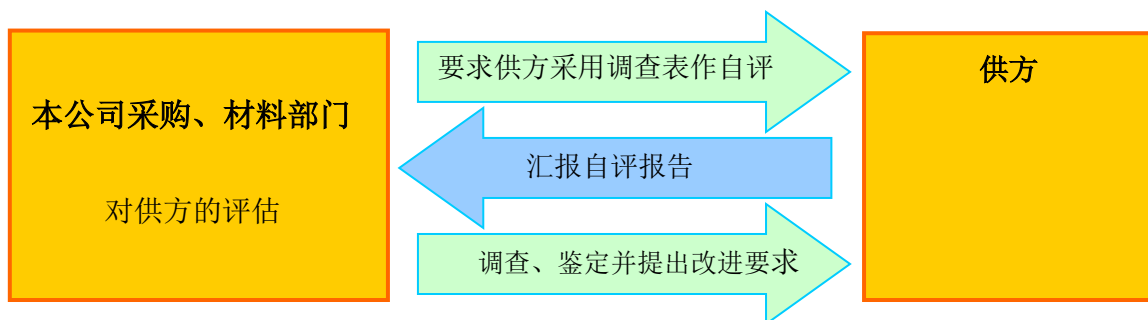 本公司采购、材料部门
对供方的评估
要求供方采用调查表作自评
汇报自评报告
调查、鉴定并提出改进要求
供方